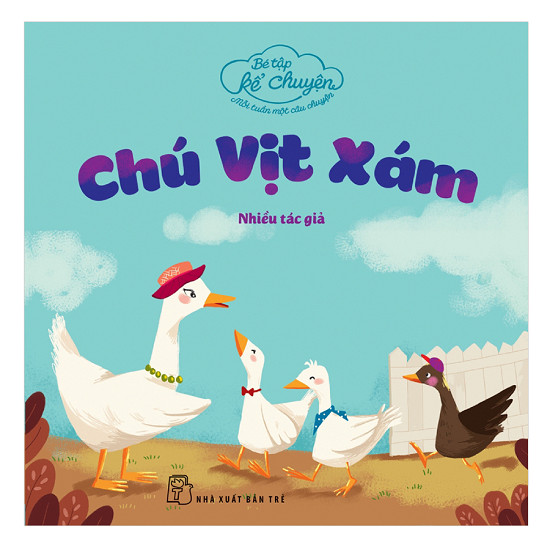 Bé tập
kể chuyện
Mỗi tuần một câu chuyện
Chú Vịt Xám
Nhiều tác giả
NHÀ XUẤT BẢN TRẺ